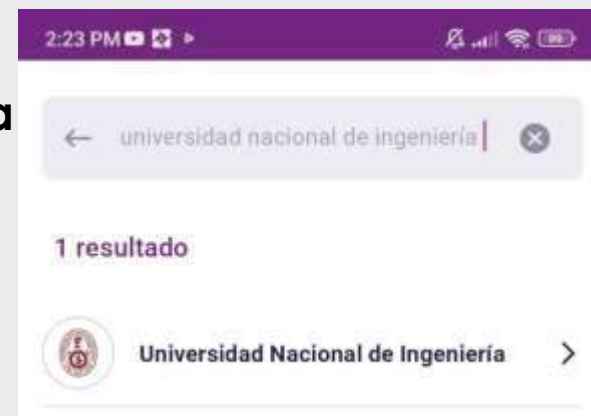 2:23 PM
a
universidad nacional de ingeniería
1 resultado
Universidad Nacional de Ingeniería